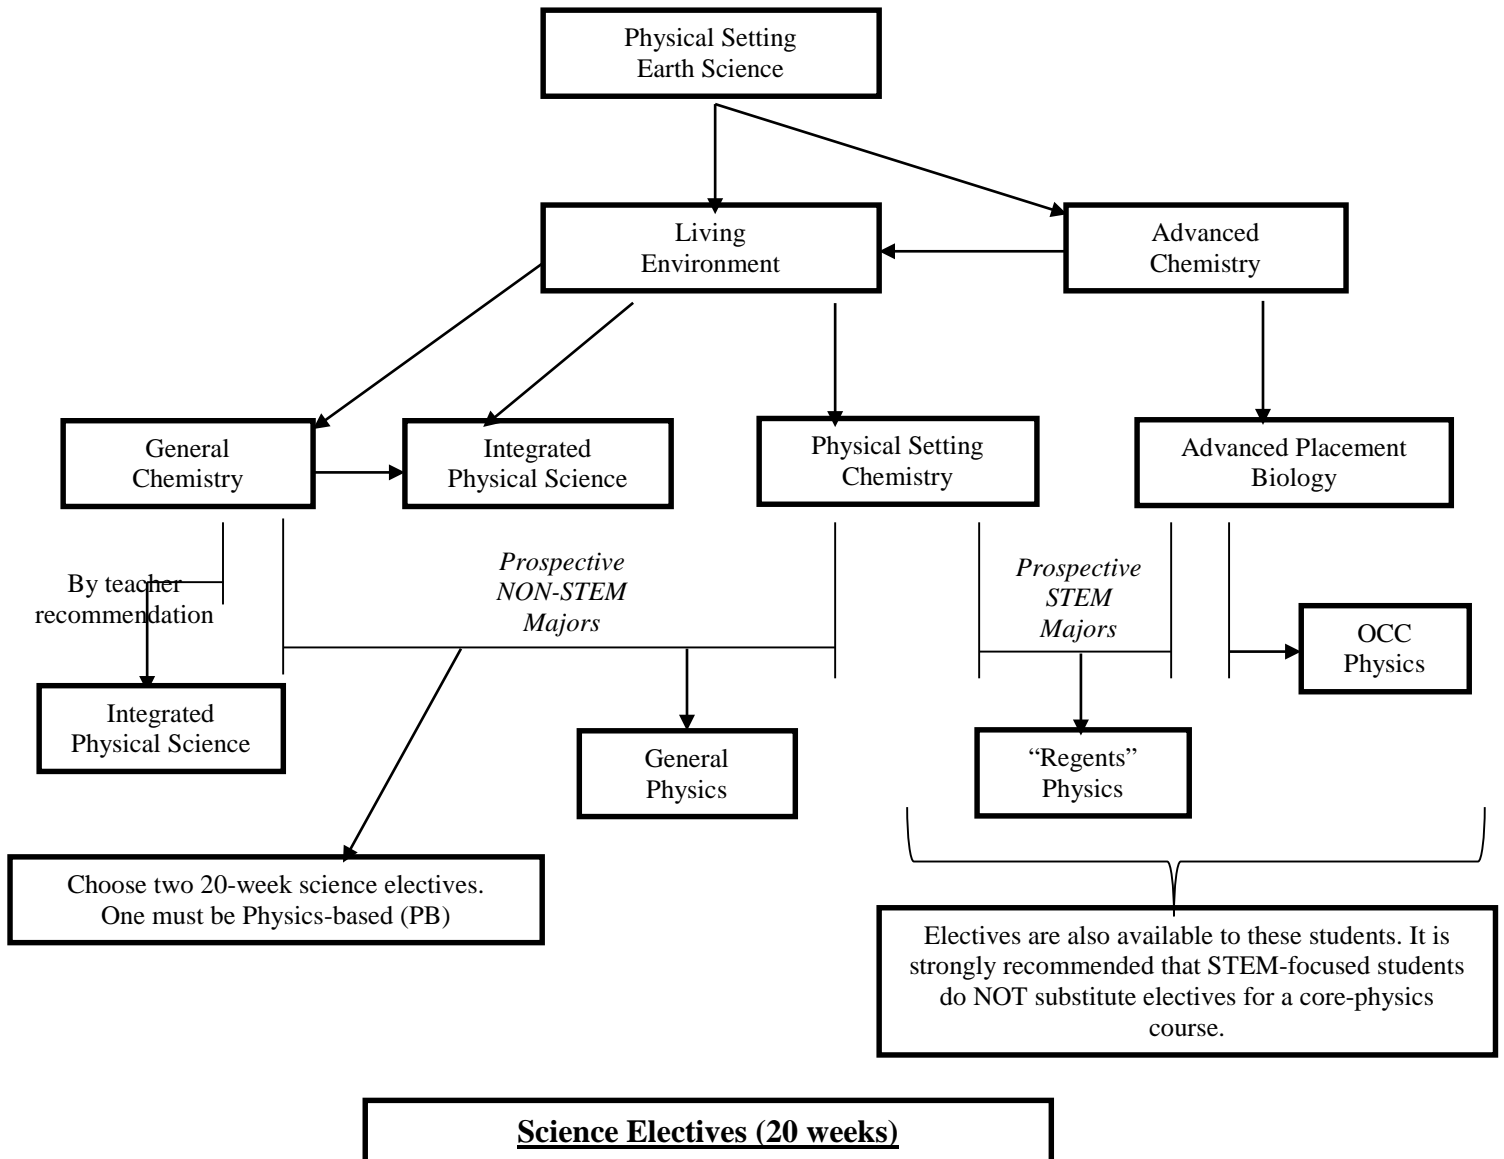 Physical Setting
Earth Science
Living
Environment
Advanced
Chemistry
General
Chemistry
Integrated
Physical Science
Physical Setting
Chemistry
Advanced Placement
Biology
By teacher
recommendation
Prospective
NON-STEM
Majors
Prospective
STEM
Majors
OCC
Physics
Integrated
Physical Science
General
Physics
“Regents”
Physics
Choose two 20-week science electives.
One must be Physics-based (PB)
Electives are also available to these students. It is
strongly recommended that STEM-focused students
do NOT substitute electives for a core-physics
course.
Science Electives (20 weeks)